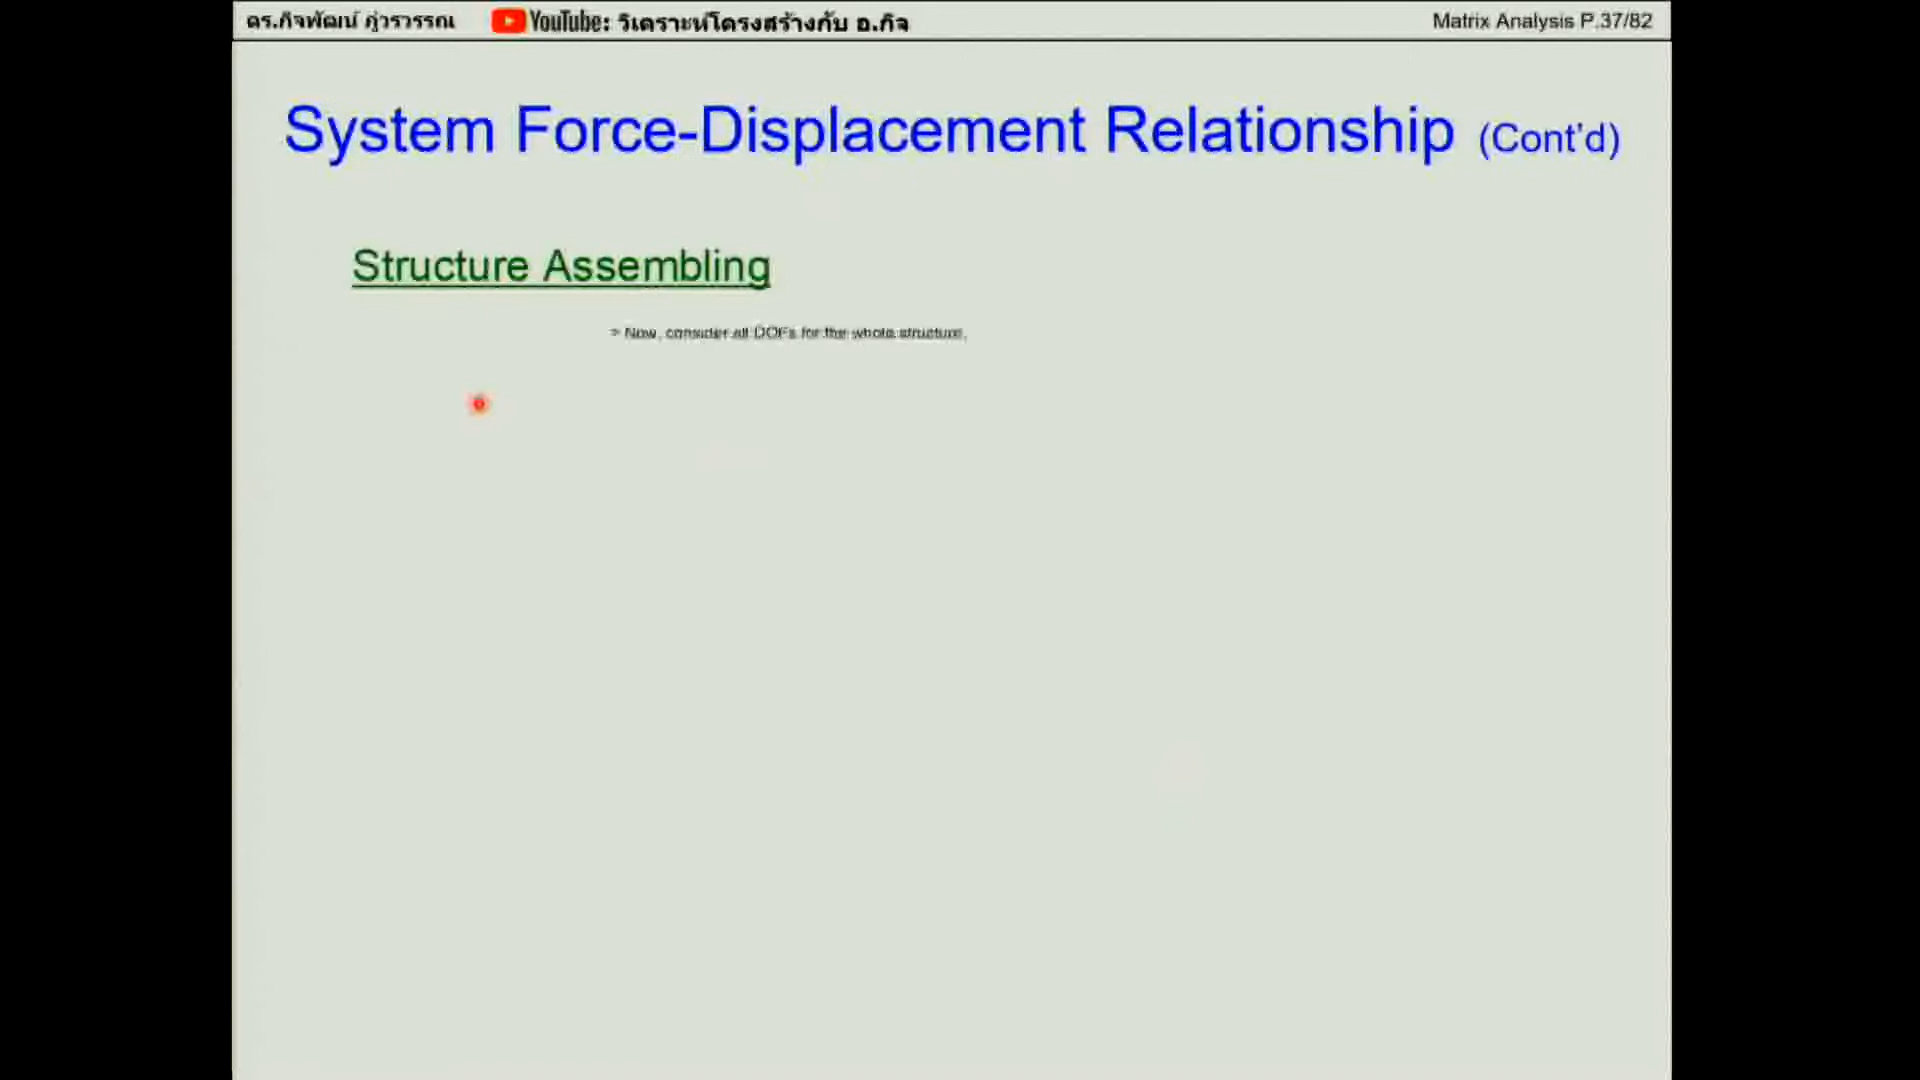 ดร.กิจพัฒน์ ภู่วรวรรณ
YouTube: วิเคราะห์โครงสร้างกับ อ.กิจ
Matrix Analysis P.37/82
System Force-Displacement Relationship (Cont'd)
Structure Assembling
> Now, consider all DOFs for the whole structure,